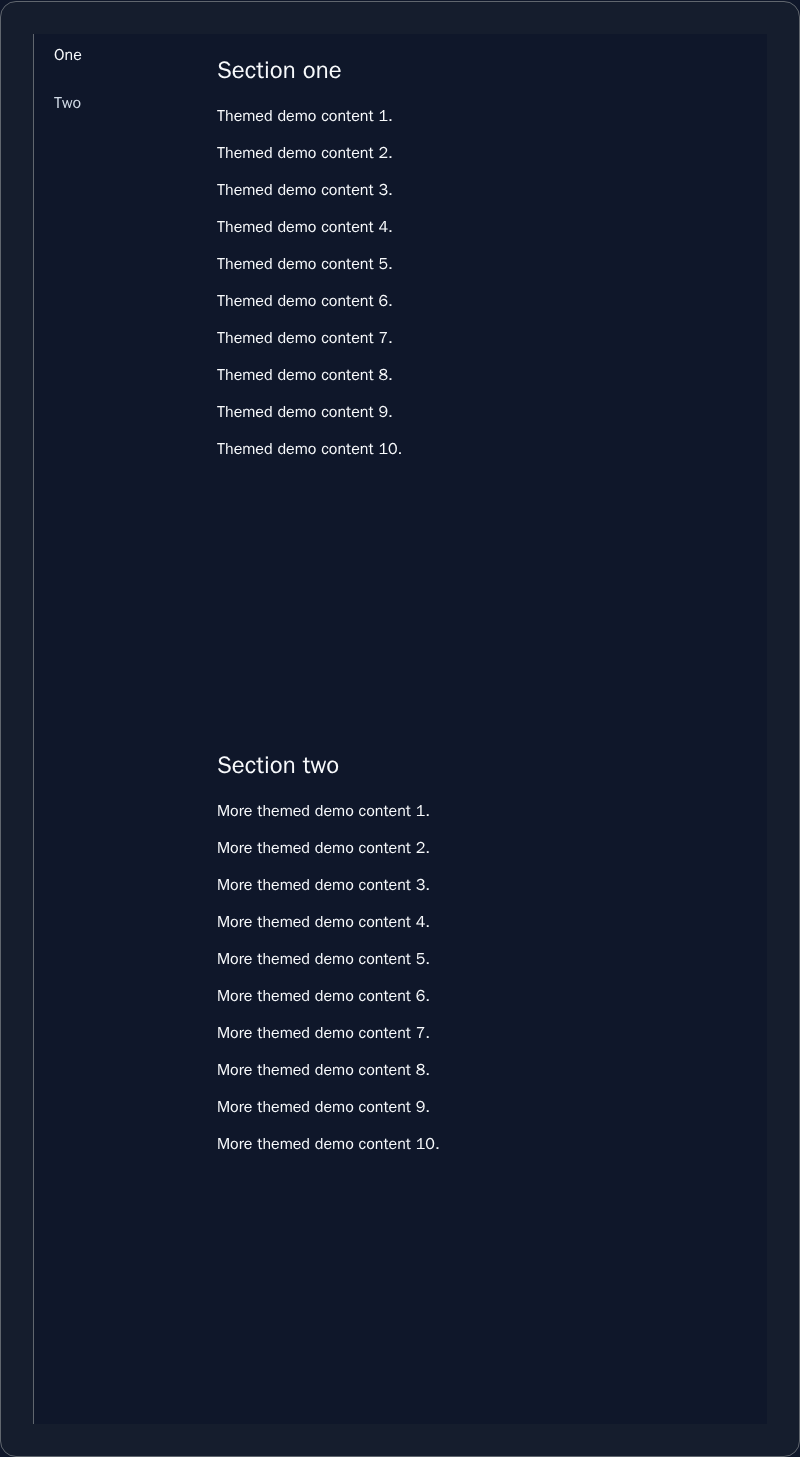 One
Two
Section one
Themed demo content 1.
Themed demo content 2.
Themed demo content 3.
Themed demo content 4.
Themed demo content 5.
Themed demo content 6.
Themed demo content 7.
Themed demo content 8.
Themed demo content 9.
Themed demo content 10.
Section two
More themed demo content 1.
More themed demo content 2.
More themed demo content 3.
More themed demo content 4.
More themed demo content 5.
More themed demo content 6.
More themed demo content 7.
More themed demo content 8.
More themed demo content 9.
More themed demo content 10.